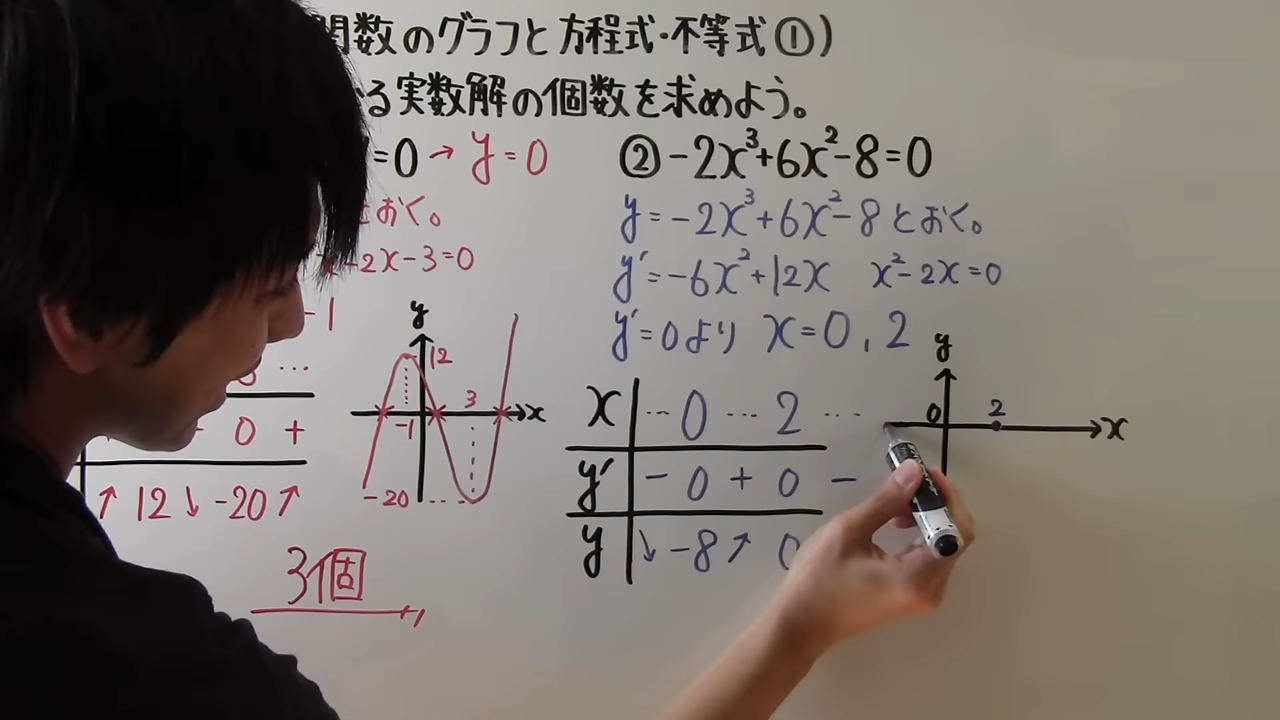 関数のグラフと方程式・不等式①)
る実数解の個数を求めよう。
=0→y=0
とおく。
-2x-3=0
-1
3 …
0 +
↑ 12 ↓ -20 ↑
3個
y
12
3
x
-1
-20
② -2x³+6x²-8=0
y=-2x³+6x²-8とおく。
y'=-6x²+12x x²-2x=0
y'=0より x=0, 2
x … 0 … 2 …
y' - 0 + 0 -
y ↘ -8 ↗ 0
y
0
2
x